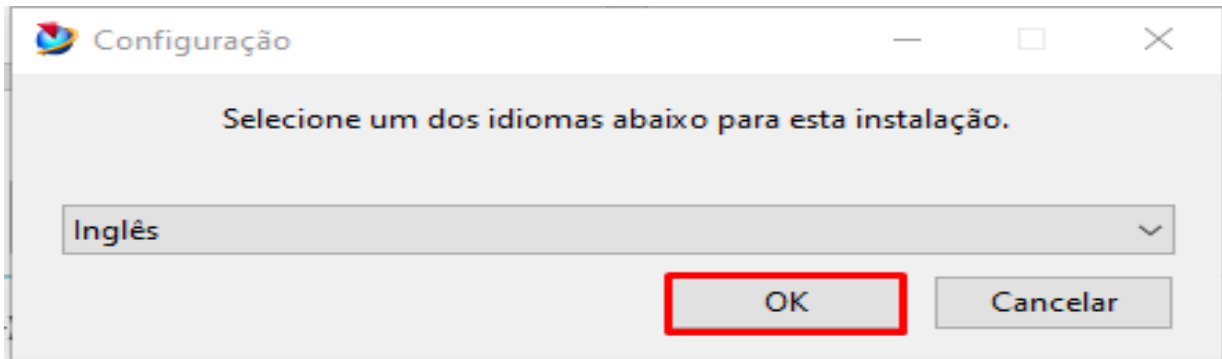 Configuração
Selecione um dos idiomas abaixo para esta instalação.
Inglês
OK Cancelar